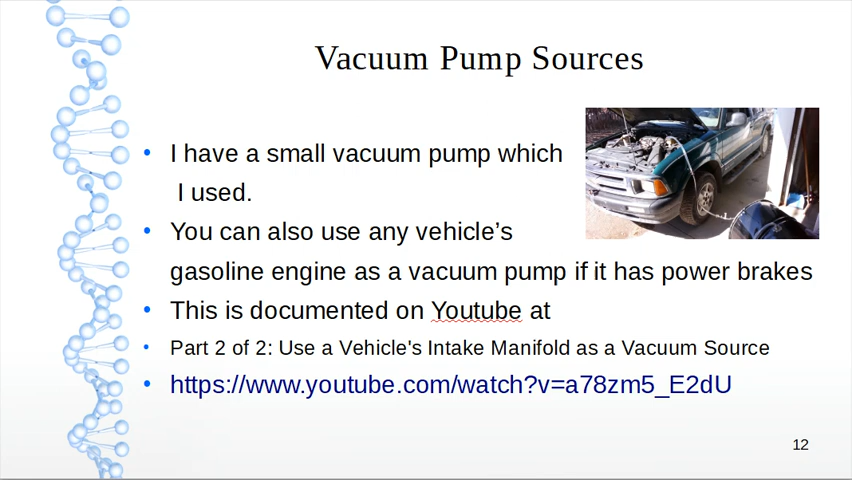 Vacuum Pump Sources
I have a small vacuum pump which
I used.
You can also use any vehicle’s
gasoline engine as a vacuum pump if it has power brakes
This is documented on Youtube at
Part 2 of 2: Use a Vehicle's Intake Manifold as a Vacuum Source
https://www.youtube.com/watch?v=a78zm5_E2dU
12